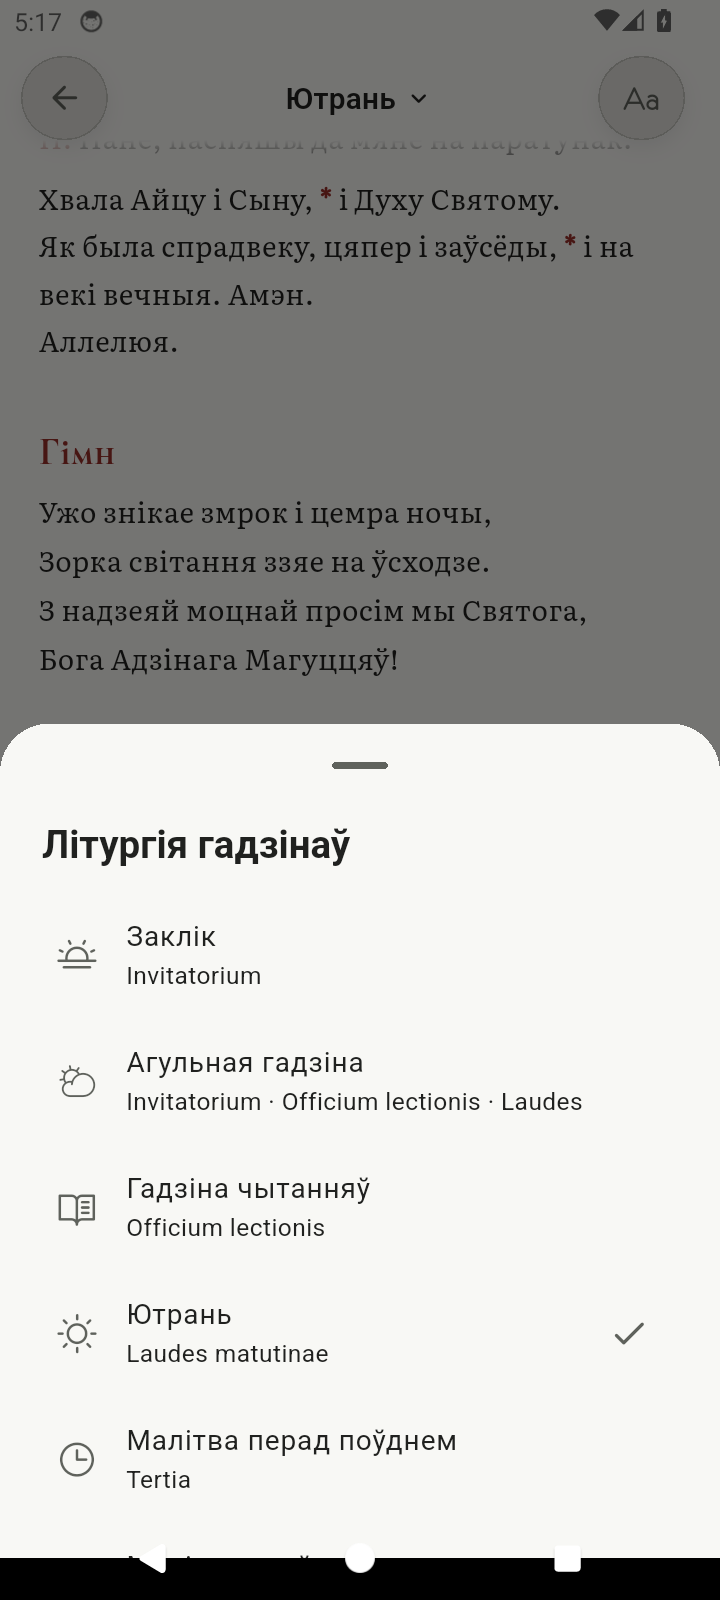 5:17
Ютрань
Aa
Хвала Айцу і Сыну, * і Духу Святому.
Як была спрадвеку, цяпер і заўсёды, * і на
векі вечныя. Амэн.
Аллелюя.
Гімн
Ужо знікае змрок і цемра ночы,
Зорка світання ззяе на ўсходзе.
З надзеяй моцнай просім мы Святога,
Бога Адзінага Магуццяў!
Літургія гадзінаў
Заклік
Invitatorium
Агульная гадзіна
Invitatorium · Officium lectionis · Laudes
Гадзіна чытанняў
Officium lectionis
Ютрань
Laudes matutinae
Малітва перад поўднем
Tertia